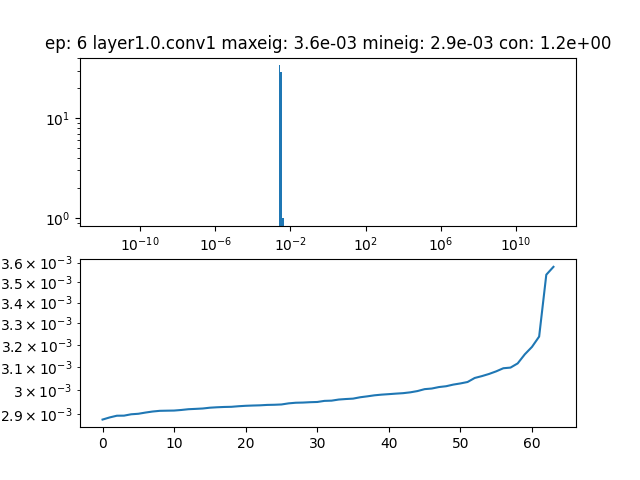 ep: 6 layer1.0.conv1 maxeig: 3.6e-03 mineig: 2.9e-03 con: 1.2e+00
10¹
10⁰
10⁻¹⁰ 10⁻⁶ 10⁻² 10² 10⁶ 10¹⁰
3.6 × 10⁻³
3.5 × 10⁻³
3.4 × 10⁻³
3.3 × 10⁻³
3.2 × 10⁻³
3.1 × 10⁻³
3 × 10⁻³
2.9 × 10⁻³
0 10 20 30 40 50 60